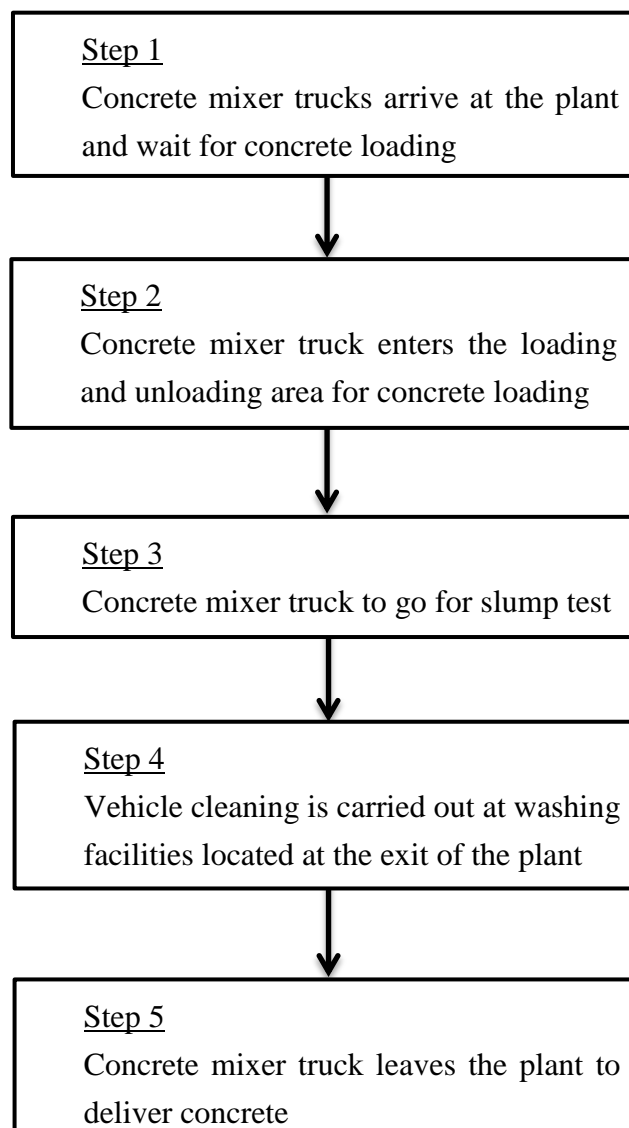 Step 1
Concrete mixer trucks arrive at the plant
and wait for concrete loading
Step 2
Concrete mixer truck enters the loading
and unloading area for concrete loading
Step 3
Concrete mixer truck to go for slump test
Step 4
Vehicle cleaning is carried out at washing
facilities located at the exit of the plant
Step 5
Concrete mixer truck leaves the plant to
deliver concrete